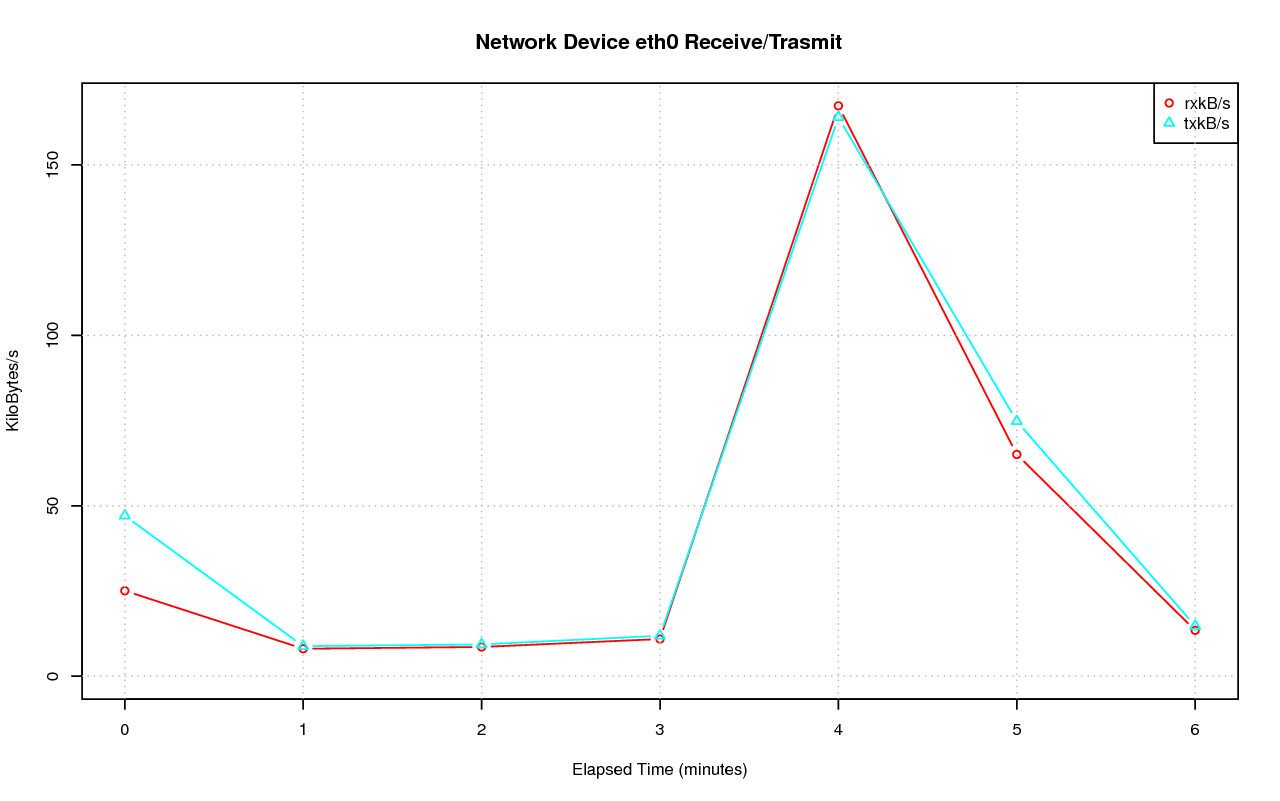 Network Device eth0 Receive/Trasmit
rxkB/s
txkB/s
150
100
50
0
KiloBytes/s
0 1 2 3 4 5 6
Elapsed Time (minutes)